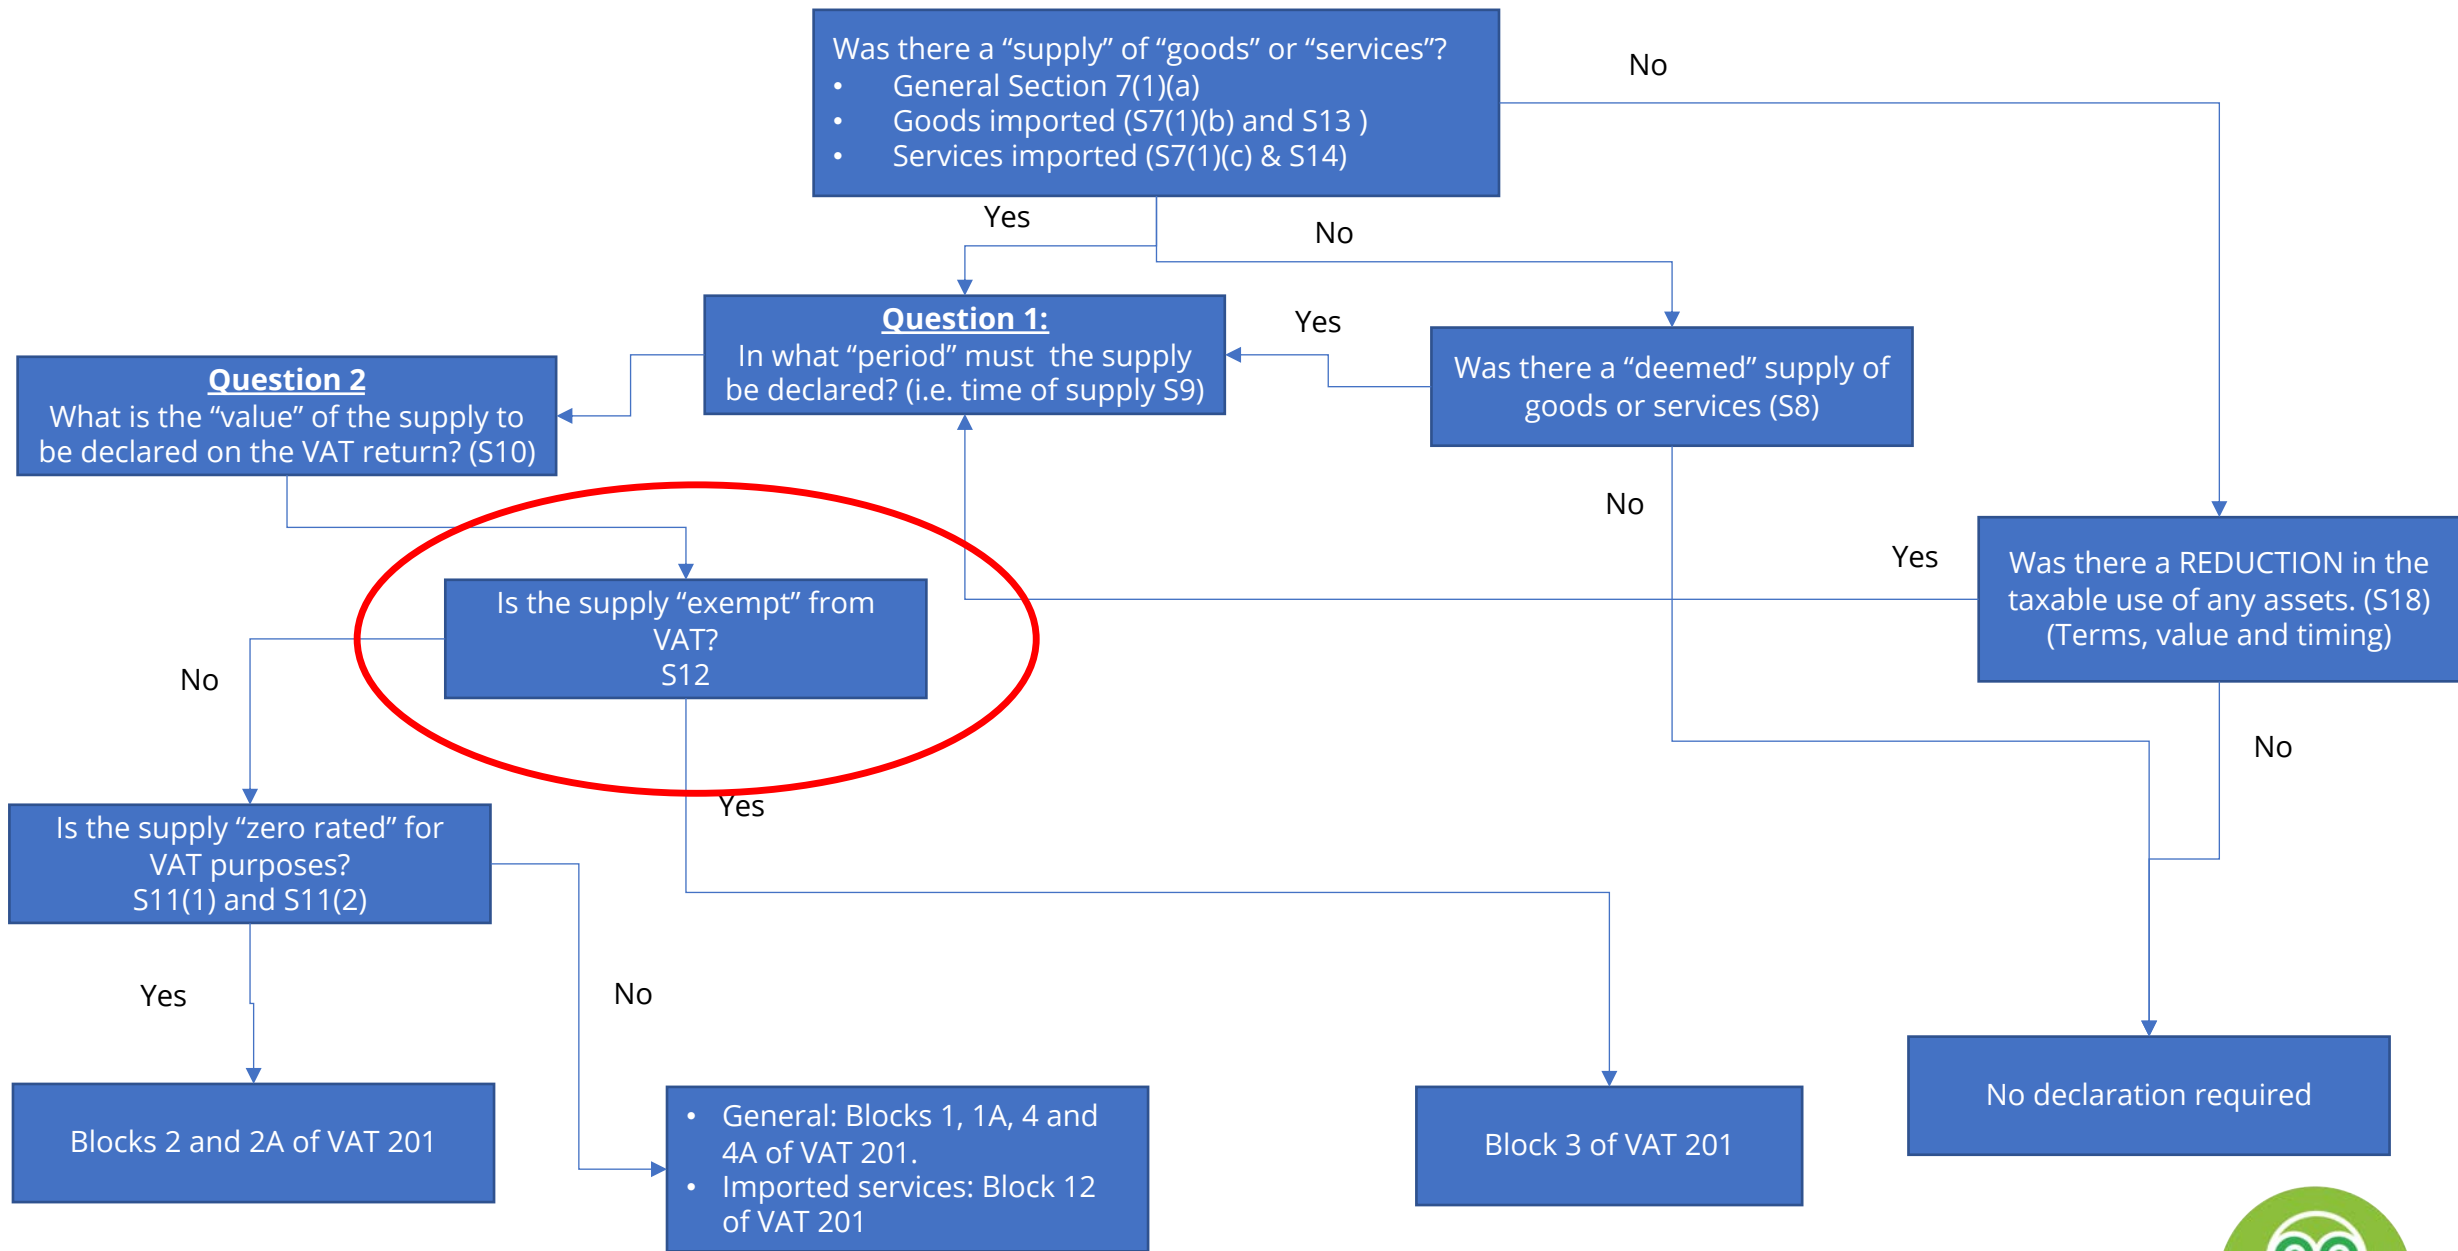 Was there a “supply” of “goods” or “services”?
• General Section 7(1)(a)
• Goods imported (S7(1)(b) and S13 )
• Services imported (S7(1)(c) & S14)
No
Yes
No
Question 1:
In what “period” must the supply
be declared? (i.e. time of supply S9)
Yes
Was there a “deemed” supply of
goods or services (S8)
Question 2
What is the “value” of the supply to
be declared on the VAT return? (S10)
No
Yes
Was there a REDUCTION in the
taxable use of any assets. (S18)
(Terms, value and timing)
Is the supply “exempt” from
VAT?
S12
No
No
Yes
Is the supply “zero rated” for
VAT purposes?
S11(1) and S11(2)
Yes
No
Blocks 2 and 2A of VAT 201
• General: Blocks 1, 1A, 4 and
4A of VAT 201.
• Imported services: Block 12
of VAT 201
Block 3 of VAT 201
No declaration required